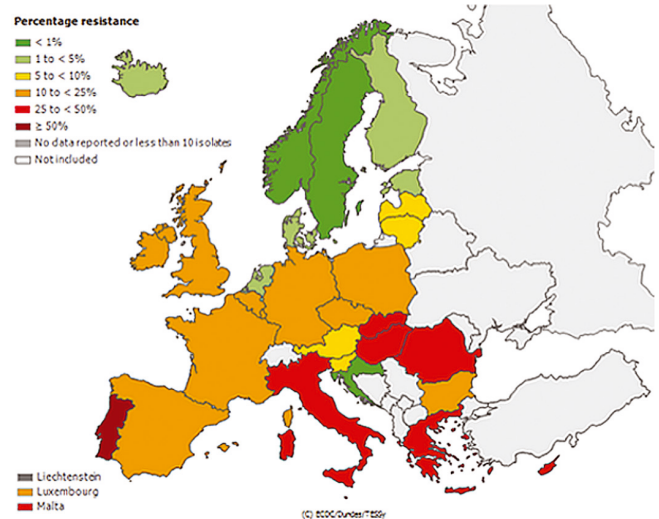 Percentage resistance
< 1%
1 to < 5%
5 to < 10%
10 to < 25%
25 to < 50%
≥ 50%
No data reported or less than 10 isolates
Not included
Liechtenstein
Luxembourg
Malta
(C) ECDC/Dundas/TESSy